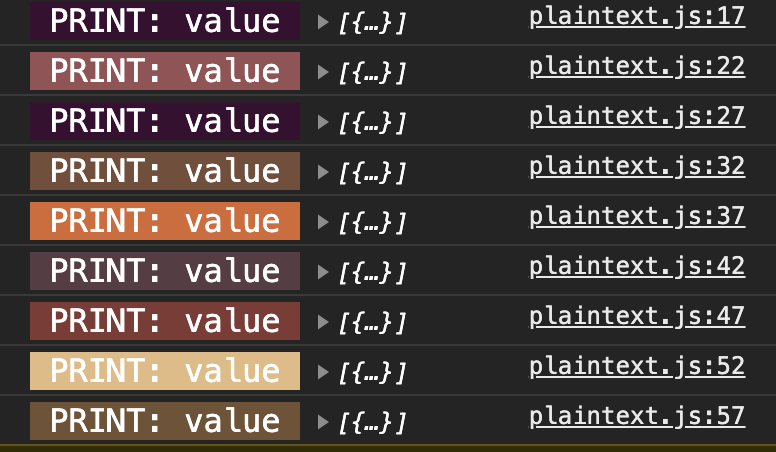 PRINT: value ▶ [{…}] plaintext.js:17
PRINT: value ▶ [{…}] plaintext.js:22
PRINT: value ▶ [{…}] plaintext.js:27
PRINT: value ▶ [{…}] plaintext.js:32
PRINT: value ▶ [{…}] plaintext.js:37
PRINT: value ▶ [{…}] plaintext.js:42
PRINT: value ▶ [{…}] plaintext.js:47
PRINT: value ▶ [{…}] plaintext.js:52
PRINT: value ▶ [{…}] plaintext.js:57